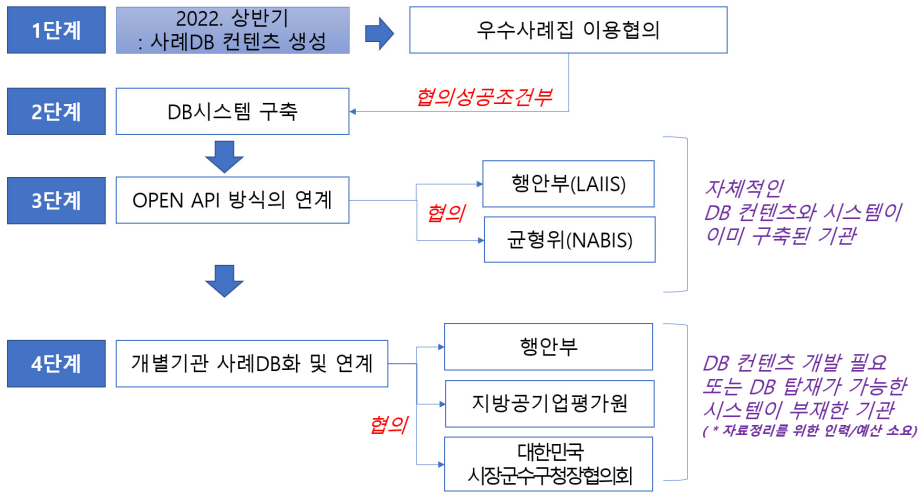 1단계
2022. 상반기
: 사례DB 컨텐츠 생성
우수사례집 이용협의
협의성공조건부
2단계
DB시스템 구축
3단계
OPEN API 방식의 연계
협의
행안부(LAIIS)
균형위(NABIS)
자체적인
DB 컨텐츠와 시스템이
이미 구축된 기관
4단계
개별기관 사례DB화 및 연계
협의
행안부
지방공기업평가원
대한민국
시장군수구청장협의회
DB 컨텐츠 개발 필요
또는 DB 탑재가 가능한
시스템이 부재한 기관
( * 자료정리를 위한 인력/예산 소요)